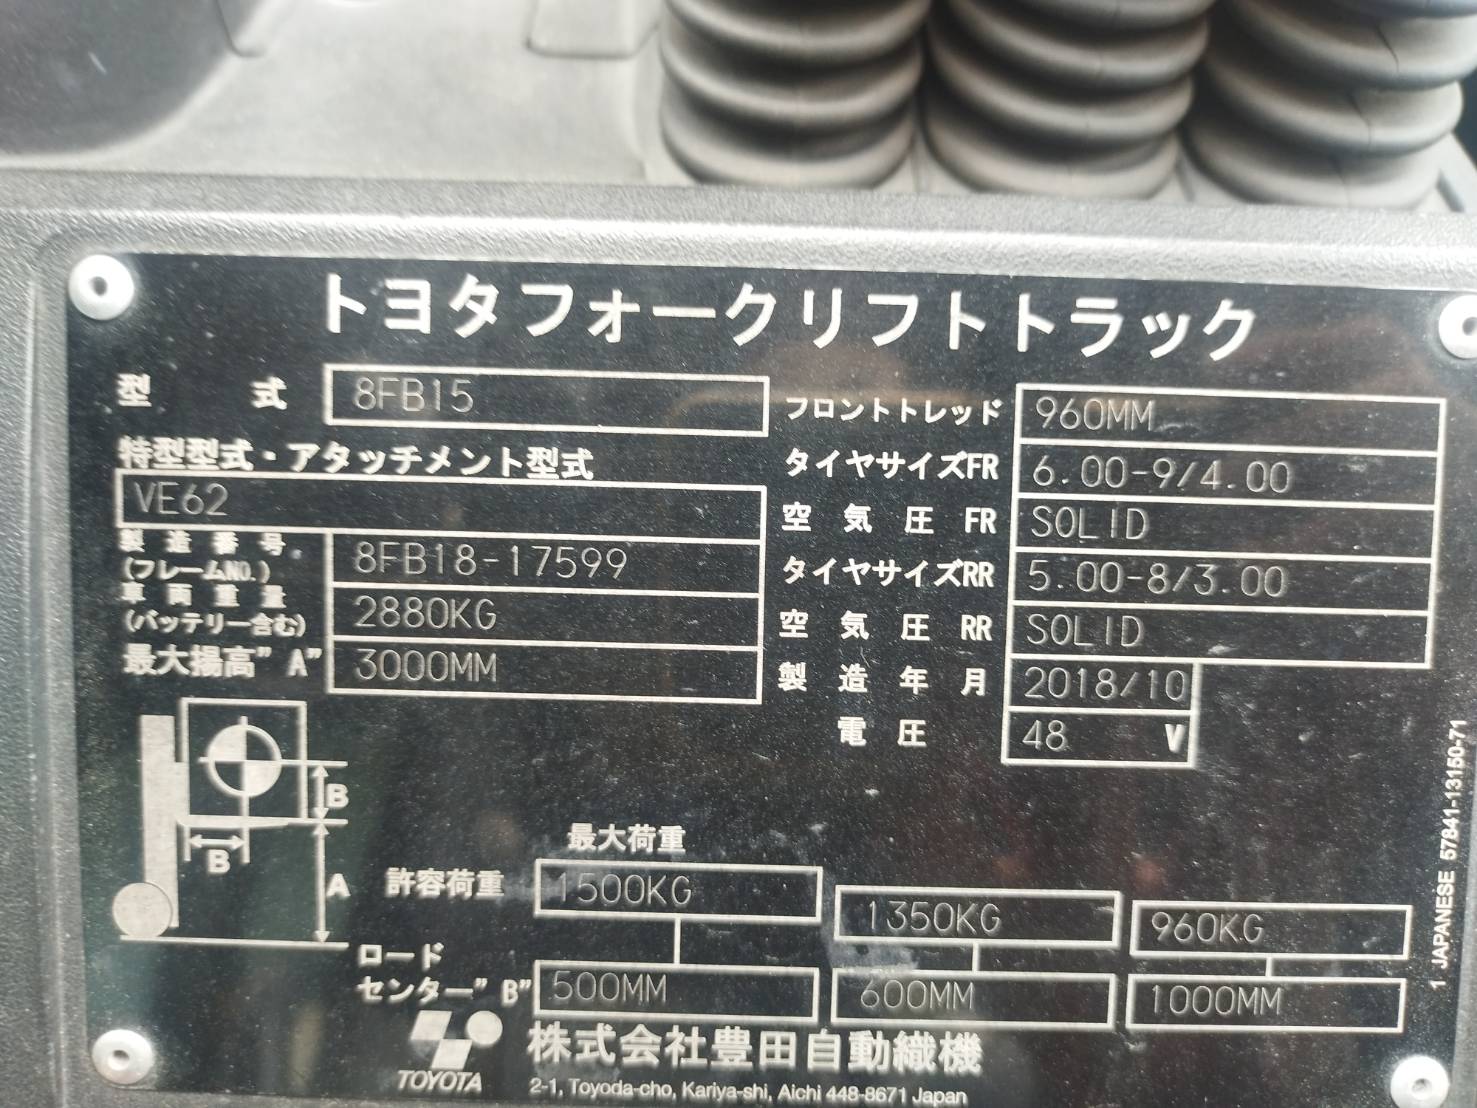 トヨタフォークリフトトラック
型式 8FB15
特型型式・アタッチメント型式
VE62
製造番号
(フレームNO.) 8FB18-17599
車両重量
(バッテリー含む) 2880KG
最大揚高"A" 3000MM
フロントトレッド 960MM
タイヤサイズFR 6.00-9/4.00
空気圧FR SOLID
タイヤサイズRR 5.00-8/3.00
空気圧RR SOLID
製造年月 2018/10
電圧 48 V
B
B
A
最大荷重
許容荷重 1500KG 1350KG 960KG
ロード
センター"B" 500MM 600MM 1000MM
TOYOTA
株式会社豊田自動織機
2-1, Toyoda-cho, Kariya-shi, Aichi 448-8671 Japan
1 JAPANESE 57841-13150-71